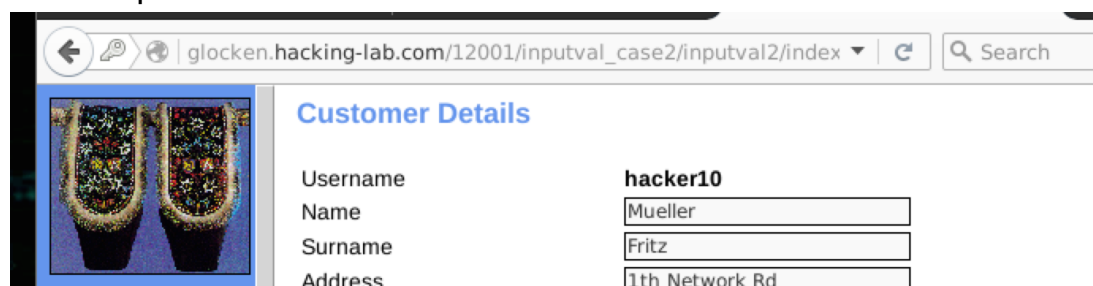 glocken.hacking-lab.com/12001/inputval_case2/inputval2/index
Search
Customer Details
Username hacker10
Name Mueller
Surname Fritz
Address 1th Network Rd